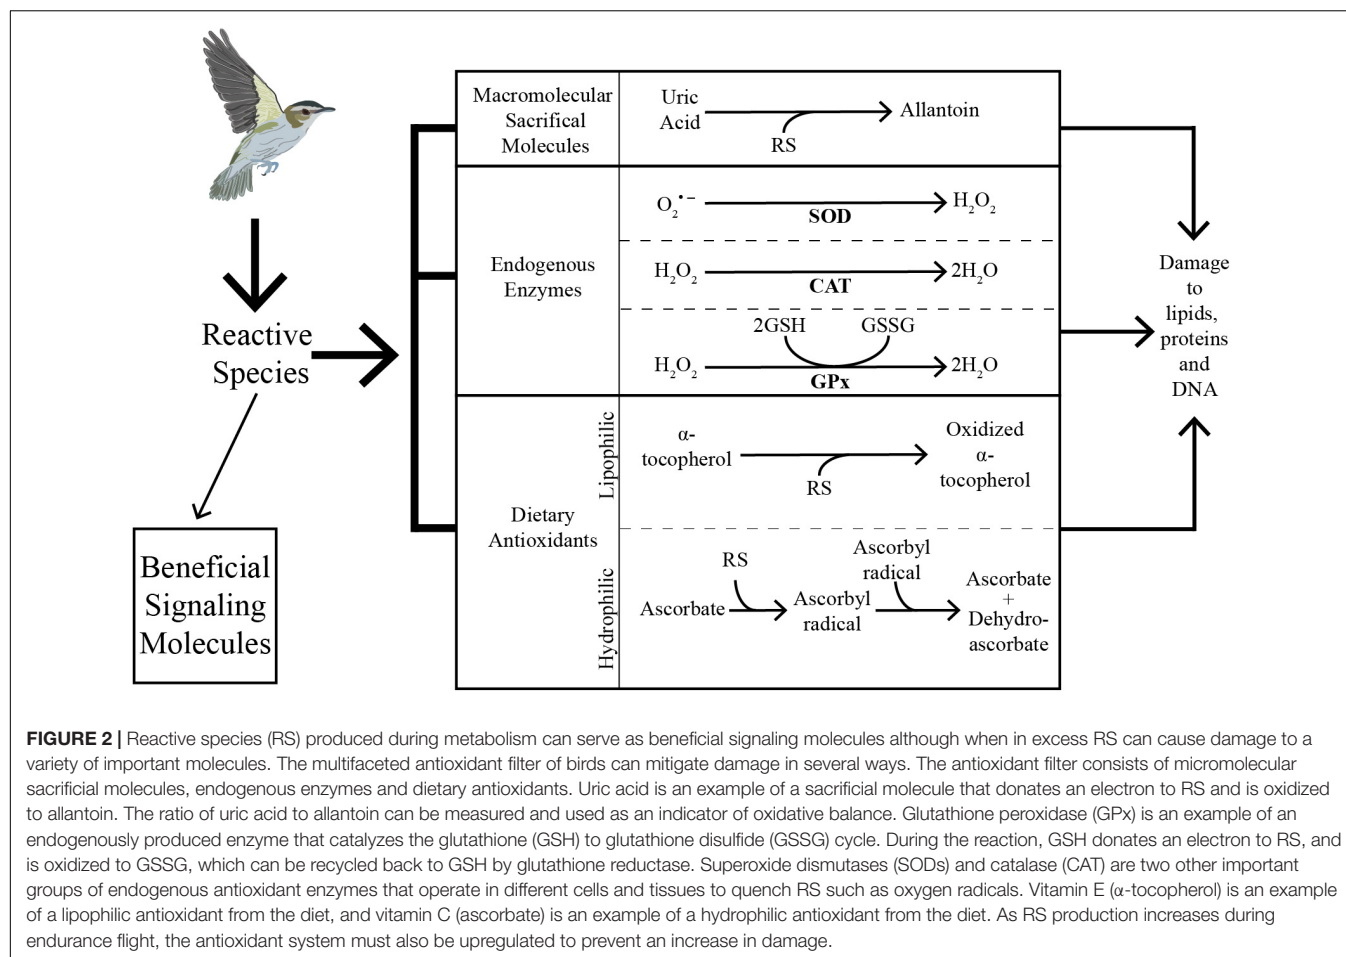 Macromolecular
Sacrifical
Molecules
Uric
Acid
RS
Allantoin
Endogenous
Enzymes
O₂•−
SOD
H₂O₂
H₂O₂
CAT
2H₂O
2GSH
GSSG
H₂O₂
GPx
2H₂O
Reactive
Species
Damage
to
lipids,
proteins
and
DNA
Beneficial
Signaling
Molecules
Dietary
Antioxidants
Lipophilic
α-
tocopherol
RS
Oxidized
α-
tocopherol
Hydrophilic
RS
Ascorbate
Ascorbyl
radical
Ascorbyl
radical
Ascorbate
+
Dehydro-
ascorbate
FIGURE 2 | Reactive species (RS) produced during metabolism can serve as beneficial signaling molecules although when in excess RS can cause damage to a
variety of important molecules. The multifaceted antioxidant filter of birds can mitigate damage in several ways. The antioxidant filter consists of micromolecular
sacrificial molecules, endogenous enzymes and dietary antioxidants. Uric acid is an example of a sacrificial molecule that donates an electron to RS and is oxidized
to allantoin. The ratio of uric acid to allantoin can be measured and used as an indicator of oxidative balance. Glutathione peroxidase (GPx) is an example of an
endogenously produced enzyme that catalyzes the glutathione (GSH) to glutathione disulfide (GSSG) cycle. During the reaction, GSH donates an electron to RS, and
is oxidized to GSSG, which can be recycled back to GSH by glutathione reductase. Superoxide dismutases (SODs) and catalase (CAT) are two other important
groups of endogenous antioxidant enzymes that operate in different cells and tissues to quench RS such as oxygen radicals. Vitamin E (α-tocopherol) is an example
of a lipophilic antioxidant from the diet, and vitamin C (ascorbate) is an example of a hydrophilic antioxidant from the diet. As RS production increases during
endurance flight, the antioxidant system must also be upregulated to prevent an increase in damage.